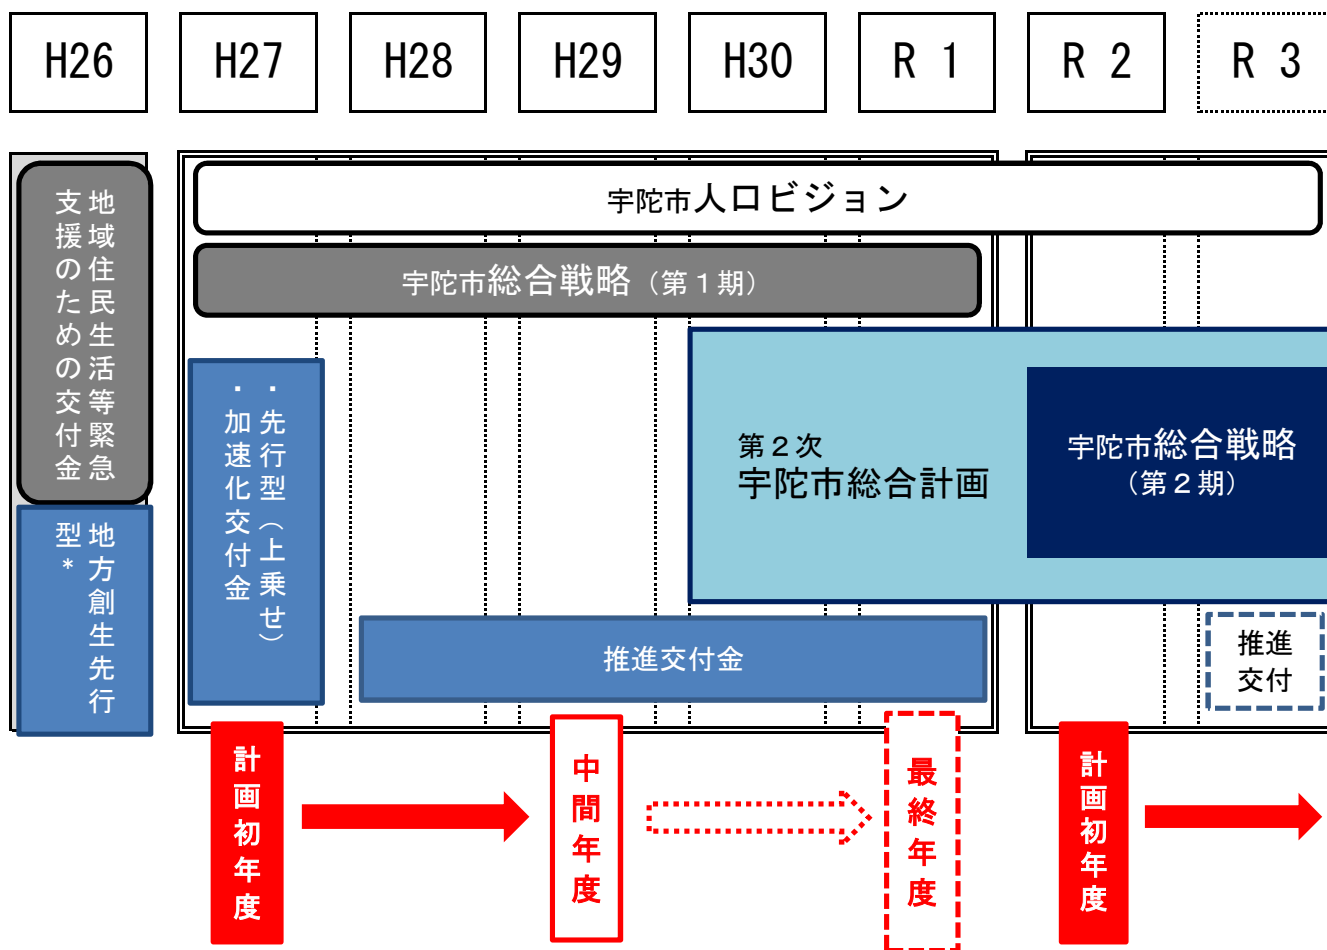 H26
H27
H28
H29
H30
R 1
R 2
R 3
宇陀市人口ビジョン
宇陀市総合戦略（第１期）
地域住民生活等緊急
支援のための交付金
地方創生先行
型*
・先行型（上乗せ）
・加速化交付金
第２次
宇陀市総合計画
宇陀市総合戦略
（第２期）
推進交付金
推進
交付
計画初年度
中間年度
最終年度
計画初年度